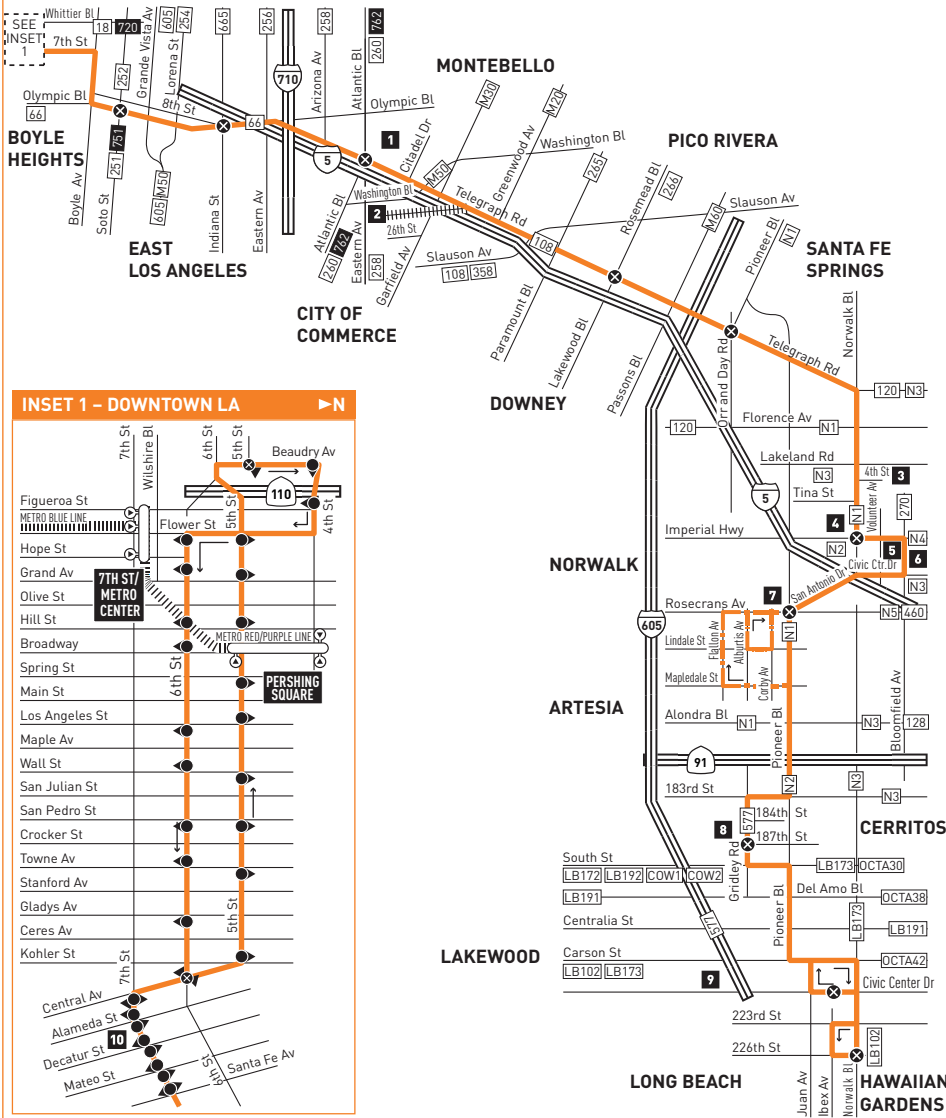 SEE
INSET
1
Whittier Bl
7th St
18
720
252
Grande Vista Av
605
254
Lorena St
665
256
710
258
Arizona Av
260
762
Atlantic Bl
Olympic Bl
66
8th St
66
Olympic Bl
BOYLE
HEIGHTS
Boyle Av
251
751
Soto St
605
M50
Indiana St
Eastern Av
EAST
LOS ANGELES
5
1
Citadel Dr
MONTEBELLO
M30
M20
M50
Washington Bl
Greenwood Av
265
PICO RIVERA
Rosemead Bl
266
Slauson Av
M60
Pioneer Bl
N1
SANTA FE
SPRINGS
Washington Bl
Telegraph Rd
2
26th St
Atlantic Bl
260
762
Eastern Av
258
Garfield Av
Slauson Av
108
358
108
CITY OF
COMMERCE
Paramount Bl
Lakewood Bl
Passons Bl
Orr and Day Rd
Norwalk Bl
Telegraph Rd
DOWNEY
120
N3
120
Florence Av
N1
Lakeland Rd
N3
4th St
3
Tina St
Volunteer Av
270
N1
5
4
Imperial Hwy
N4
N2
5
6
Civic Ctr.Dr
NORWALK
San Antonio Dr
N3
7
Rosecrans Av
N5
460
605
N1
Lindale St
Flallon Av
Alburtis Av
Mapledale St
Corby Av
ARTESIA
Alondra Bl
N1
N3
128
Bloomfield Av
Pioneer Bl
91
N2
N3
183rd St
N3
184th St
577
8
187th St
CERRITOS
Gridley Rd
South St
LB172
LB192
COW1
COW2
LB173
OCTA30
LB191
Del Amo Bl
OCTA38
Pioneer Bl
LB173
Centralia St
577
LB191
LAKEWOOD
Carson St
OCTA42
LB102
LB173
9
Civic Center Dr
223rd St
226th St
LB102
LONG BEACH
Juan Av
Ibex Av
Norwalk Bl
HAWAIIAN
GARDENS
INSET 1 – DOWNTOWN LA
N
7th St
Wilshire Bl
6th St
5th St
Beaudry Av
110
Figueroa St
METRO BLUE LINE
Flower St
5th St
4th St
Hope St
Grand Av
7TH ST/
METRO
CENTER
Olive St
Hill St
Broadway
METRO RED/PURPLE LINE
Spring St
6th St
PERSHING
SQUARE
Main St
Los Angeles St
Maple Av
Wall St
San Julian St
San Pedro St
Crocker St
Towne Av
Stanford Av
Gladys Av
5th St
Ceres Av
Kohler St
7th St
Central Av
Alameda St
10
Decatur St
Mateo St
6th St
Santa Fe Av